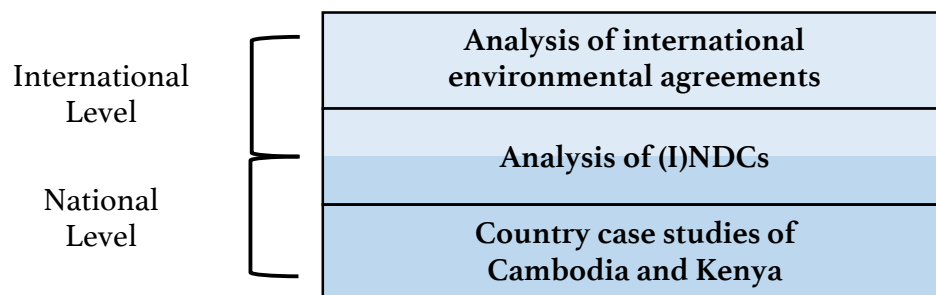 International
Level
National
Level
Analysis of international
environmental agreements
Analysis of (I)NDCs
Country case studies of
Cambodia and Kenya